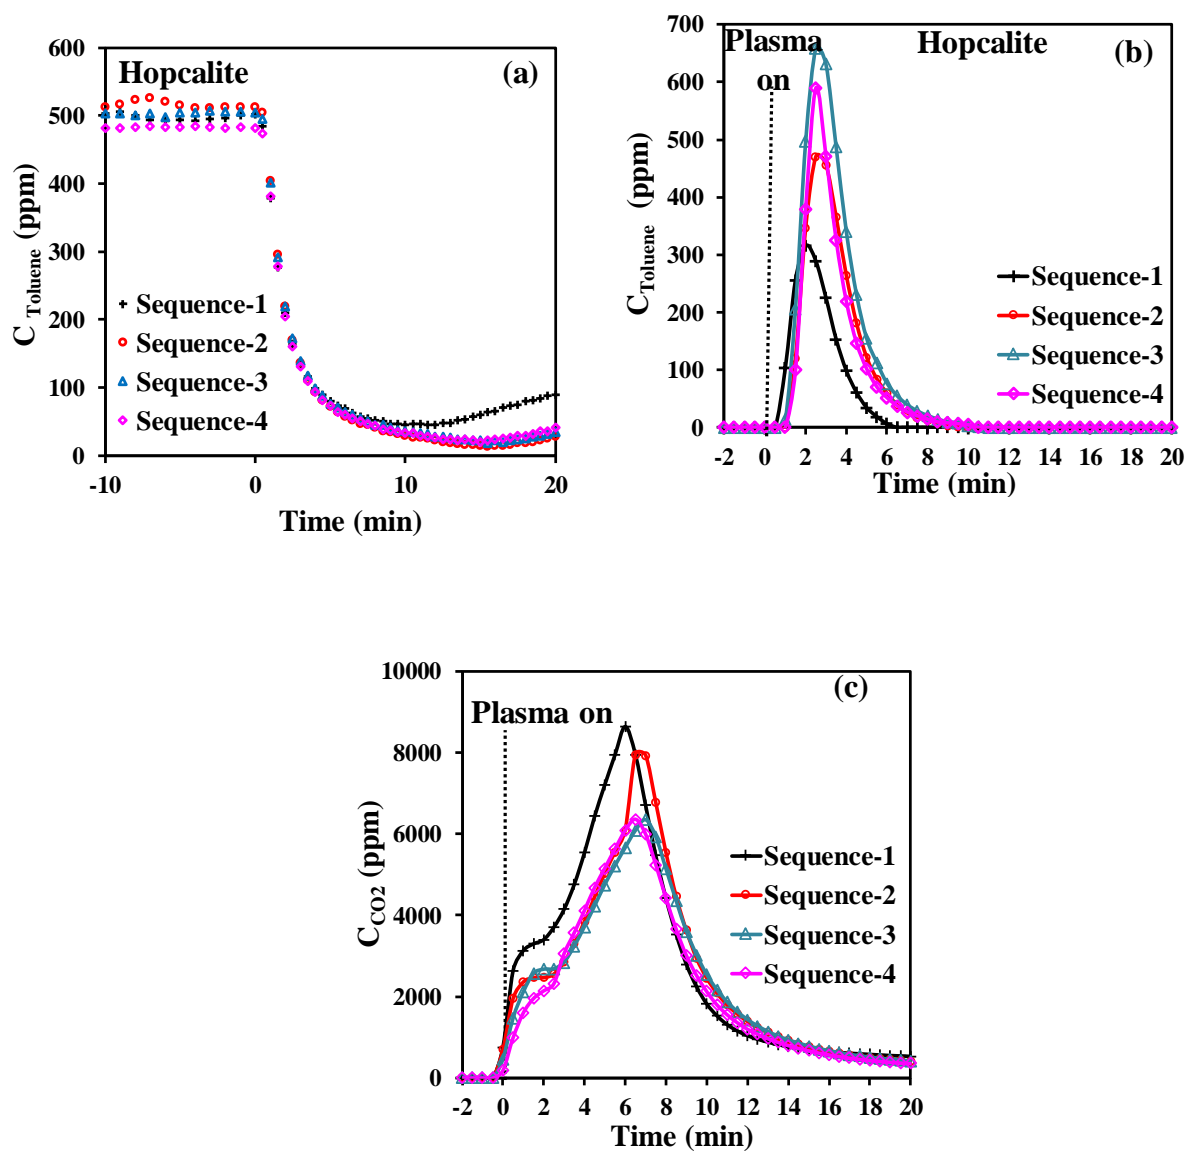 Hopcalite
(a)
600
500
400
300
200
100
0
-10
0
10
20
C Toluene (ppm)
Time (min)
Sequence-1
Sequence-2
Sequence-3
Sequence-4
Plasma
on
Hopcalite
(b)
700
600
500
400
300
200
100
0
-2 0 2 4 6 8 10 12 14 16 18 20
C Toluene (ppm)
Time (min)
Sequence-1
Sequence-2
Sequence-3
Sequence-4
(c)
Plasma on
10000
8000
6000
4000
2000
0
-2 0 2 4 6 8 10 12 14 16 18 20
C CO2 (ppm)
Time (min)
Sequence-1
Sequence-2
Sequence-3
Sequence-4